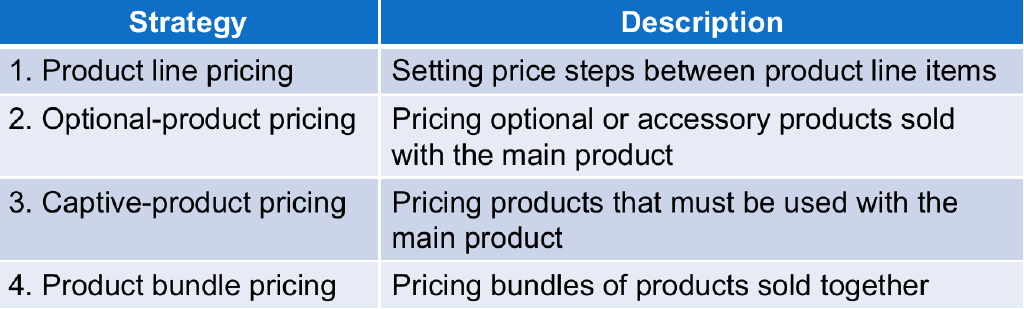 Strategy
Description
1. Product line pricing
Setting price steps between product line items
2. Optional-product pricing
Pricing optional or accessory products sold
with the main product
3. Captive-product pricing
Pricing products that must be used with the
main product
4. Product bundle pricing
Pricing bundles of products sold together